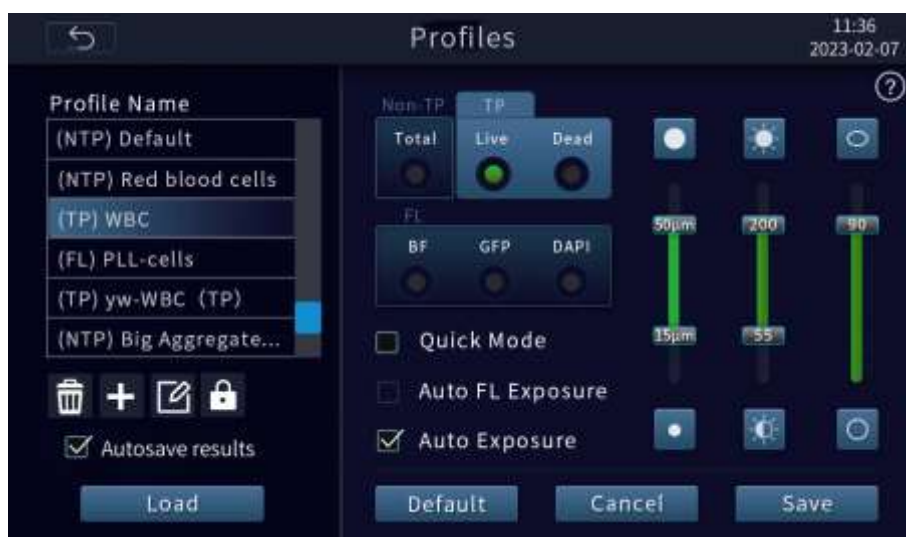 Profiles
11:36
2023-02-07
?
Profile Name
(NTP) Default
(NTP) Red blood cells
(TP) WBC
(FL) PLL-cells
(TP) yw-WBC（TP）
(NTP) Big Aggregate...
Autosave results
Load
Non-TP TP
Total Live Dead
FL
BF GFP DAPI
Quick Mode
Auto FL Exposure
Auto Exposure
50μm 200 90
15μm 55
Default Cancel Save